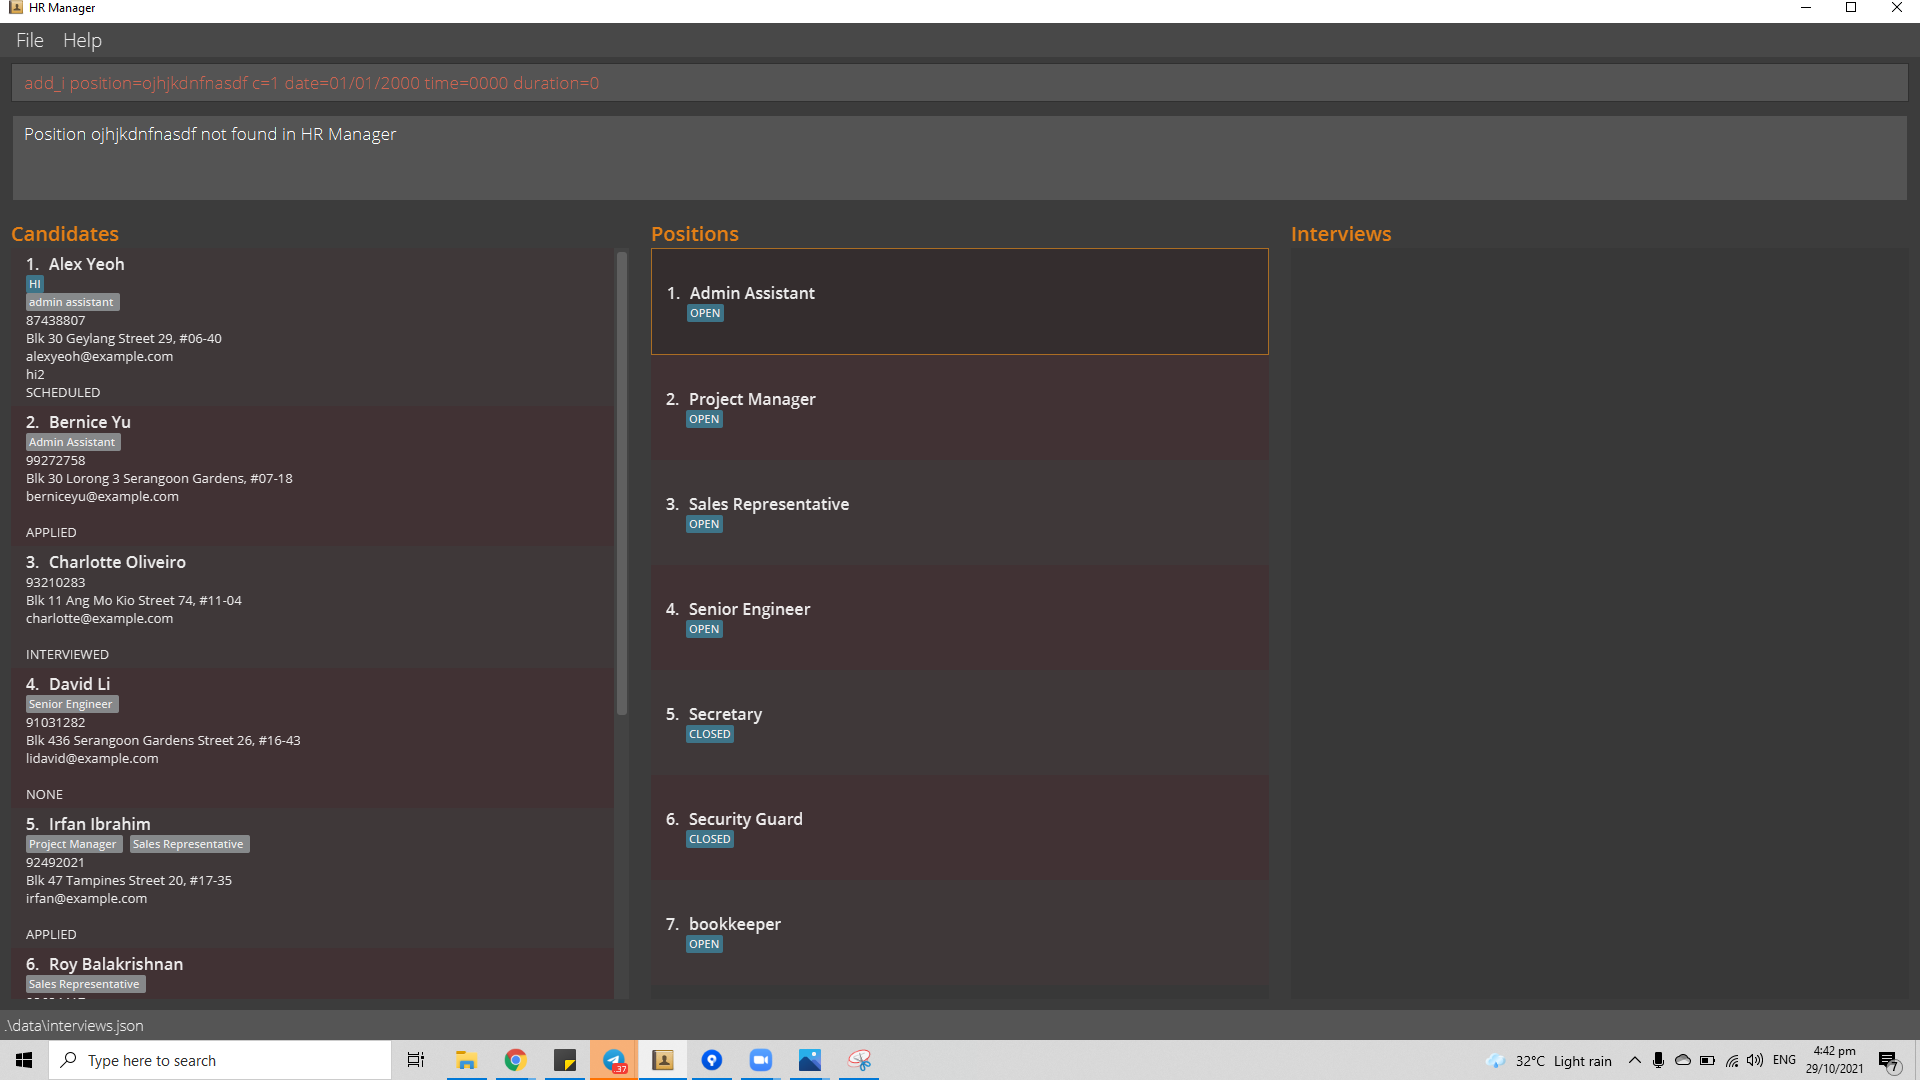 HR Manager
File Help
add_i position=ojhjkdnfnasdf c=1 date=01/01/2000 time=0000 duration=0
Position ojhjkdnfnasdf not found in HR Manager
Candidates
1. Alex Yeoh
HI
admin assistant
87438807
Blk 30 Geylang Street 29, #06-40
alexyeoh@example.com
hi2
SCHEDULED
2. Bernice Yu
Admin Assistant
99272758
Blk 30 Lorong 3 Serangoon Gardens, #07-18
berniceyu@example.com
APPLIED
3. Charlotte Oliveiro
93210283
Blk 11 Ang Mo Kio Street 74, #11-04
charlotte@example.com
INTERVIEWED
4. David Li
Senior Engineer
91031282
Blk 436 Serangoon Gardens Street 26, #16-43
lidavid@example.com
NONE
5. Irfan Ibrahim
Project Manager Sales Representative
92492021
Blk 47 Tampines Street 20, #17-35
irfan@example.com
APPLIED
6. Roy Balakrishnan
Sales Representative
Positions
1. Admin Assistant
OPEN
2. Project Manager
OPEN
3. Sales Representative
OPEN
4. Senior Engineer
OPEN
5. Secretary
CLOSED
6. Security Guard
CLOSED
7. bookkeeper
OPEN
Interviews
.\data\interviews.json
Type here to search
37
32°C Light rain
ENG
4:42 pm
29/10/2021
7